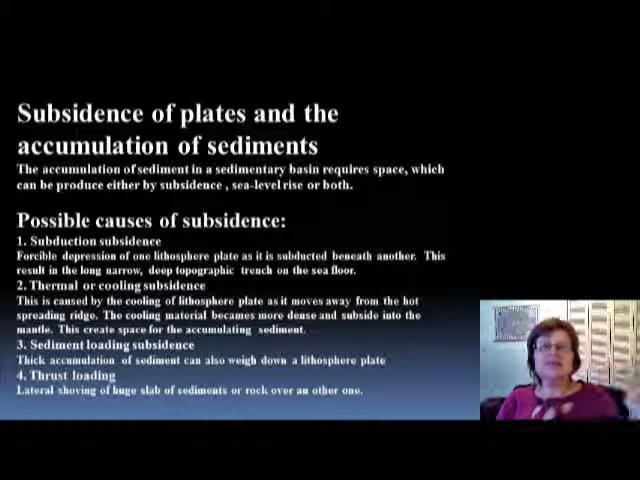 Subsidence of plates and the
accumulation of sediments
The accumulation of sediment in a sedimentary basin requires space, which
can be produce either by subsidence , sea-level rise or both.
Possible causes of subsidence:
1. Subduction subsidence
Forcible depression of one lithosphere plate as it is subducted beneath another. This
result in the long narrow, deep topographic trench on the sea floor.
2. Thermal or cooling subsidence
This is caused by the cooling of lithosphere plate as it moves away from the hot
spreading ridge. The cooling material becames more dense and subside into the
mantle. This create space for the accumulating sediment.
3. Sediment loading subsidence
Thick accumulation of sediment can also weigh down a lithosphere plate
4. Thrust loading
Lateral shoving of huge slab of sediments or rock over an other one.